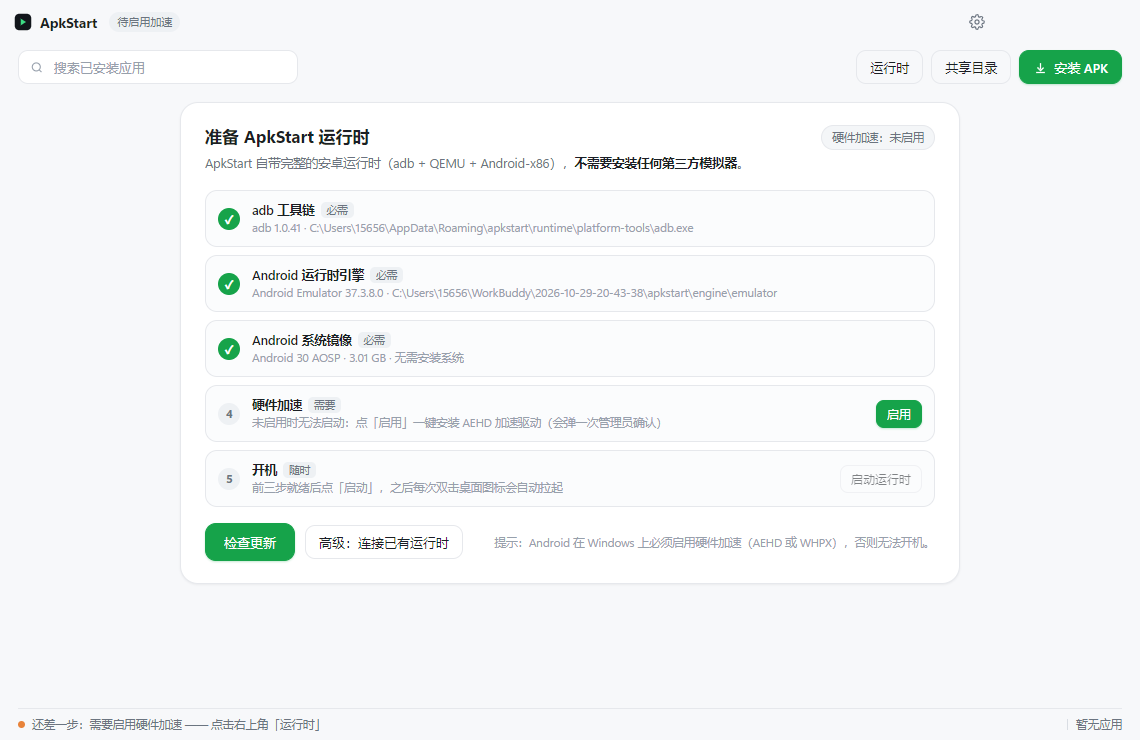 ApkStart 待启用加速
搜索已安装应用
运行时 共享目录 安装 APK
准备 ApkStart 运行时
硬件加速：未启用
ApkStart 自带完整的安卓运行时（adb + QEMU + Android-x86），不需要安装任何第三方模拟器。
adb 工具链 必需
adb 1.0.41 · C:\Users\15656\AppData\Roaming\apkstart\runtime\platform-tools\adb.exe
Android 运行时引擎 必需
Android Emulator 37.3.8.0 · C:\Users\15656\WorkBuddy\2026-10-29-20-43-38\apkstart\engine\emulator
Android 系统镜像 必需
Android 30 AOSP · 3.01 GB · 无需安装系统
4 硬件加速 需要
未启用时无法启动：点「启用」一键安装 AEHD 加速驱动（会弹一次管理员确认）
启用
5 开机 随时
前三步就绪后点「启动」，之后每次双击桌面图标会自动拉起
启动运行时
检查更新 高级：连接已有运行时 提示：Android 在 Windows 上必须启用硬件加速（AEHD 或 WHPX），否则无法开机。
还差一步：需要启用硬件加速 —— 点击右上角「运行时」 暂无应用